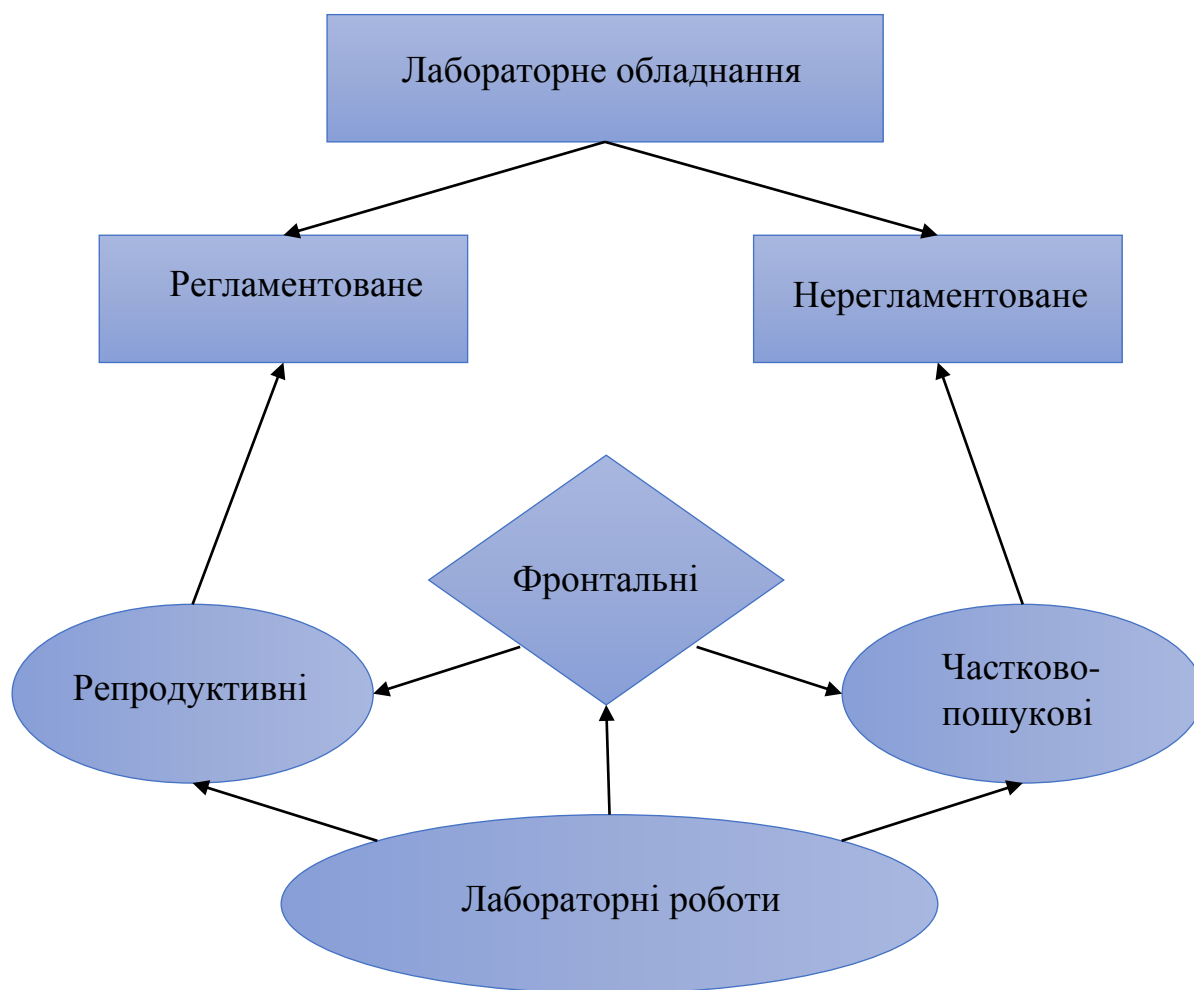 Лабораторне обладнання
Регламентоване
Нерегламентоване
Фронтальні
Репродуктивні
Частково-
пошукові
Лабораторні роботи